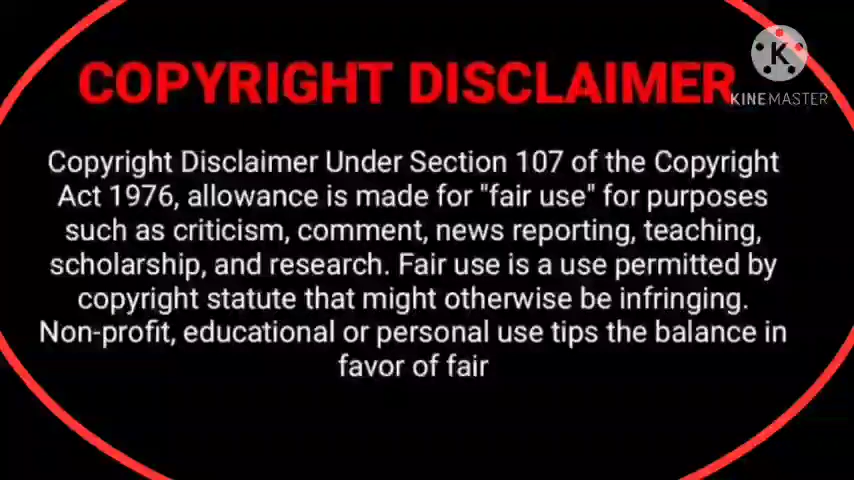 COPYRIGHT DISCLAIMER
K
KINEMASTER
Copyright Disclaimer Under Section 107 of the Copyright
Act 1976, allowance is made for "fair use" for purposes
such as criticism, comment, news reporting, teaching,
scholarship, and research. Fair use is a use permitted by
copyright statute that might otherwise be infringing.
Non-profit, educational or personal use tips the balance in
favor of fair